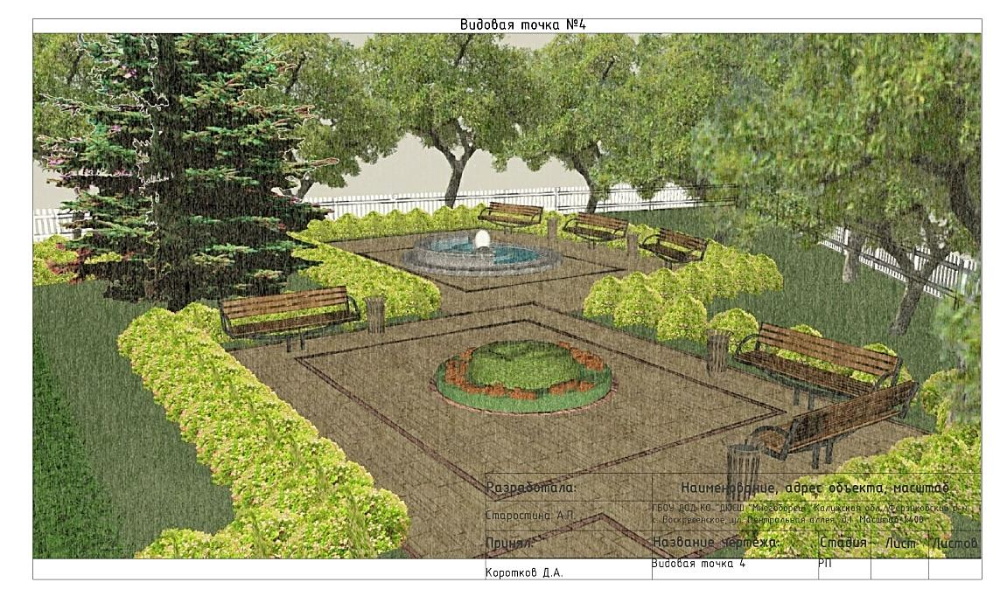 Видовая точка №4
Разработала:
Наименование, адрес объекта, масштаб
Старостина А.П.
ГБОУ ДОД КО "ДЮСШ "Многоборец" Калужская обл., Ферзиковский р-н
с. Воскресенское, ул. Центральная аллея, д.1 Масштаб 1:400
Принял:
Название чертежа:
Стадия
Лист
Листов
Коротков Д.А.
Видовая точка 4
РП